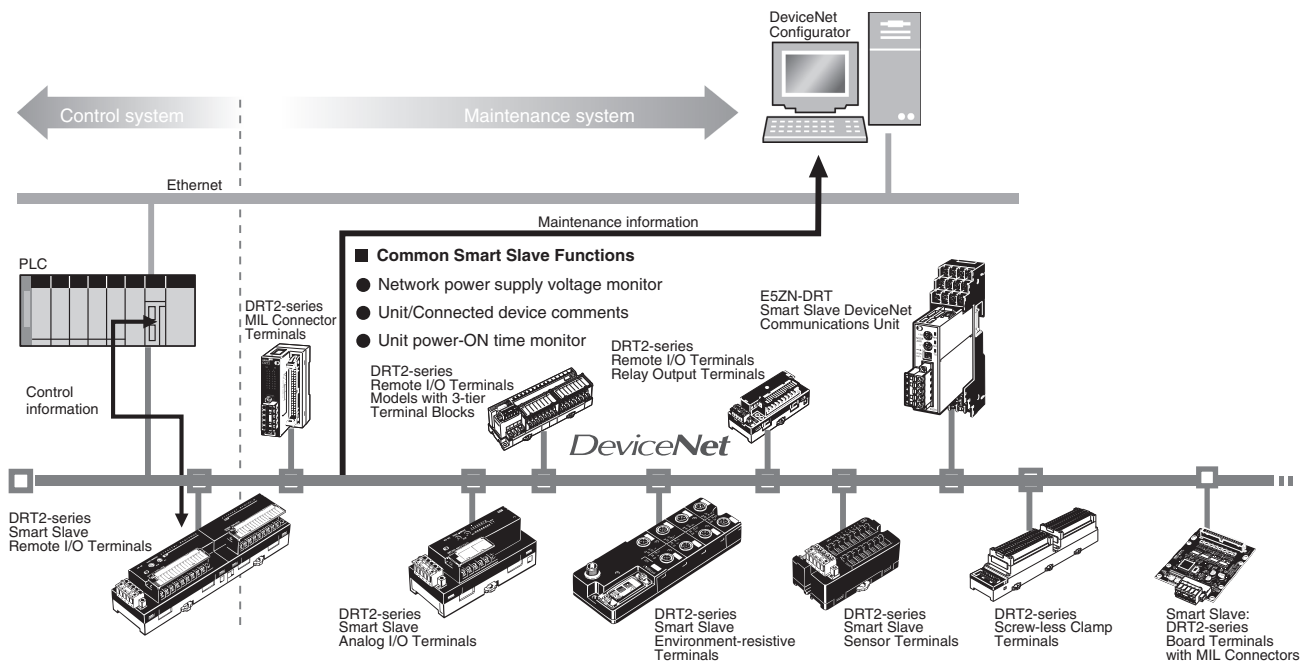 DeviceNet
Configurator
Control system
Maintenance system
Ethernet
Maintenance information
■ Common Smart Slave Functions
● Network power supply voltage monitor
● Unit/Connected device comments
● Unit power-ON time monitor
PLC
Control
information
DRT2-series
MIL Connector
Terminals
DRT2-series
Remote I/O Terminals
Models with 3-tier
Terminal Blocks
DRT2-series
Remote I/O Terminals
Relay Output Terminals
E5ZN-DRT
Smart Slave DeviceNet
Communications Unit
DeviceNet
DRT2-series
Smart Slave
Remote I/O Terminals
DRT2-series
Smart Slave
Analog I/O Terminals
DRT2-series
Smart Slave
Environment-resistive
Terminals
DRT2-series
Smart Slave
Sensor Terminals
DRT2-series
Screw-less Clamp
Terminals
Smart Slave:
DRT2-series
Board Terminals
with MIL Connectors